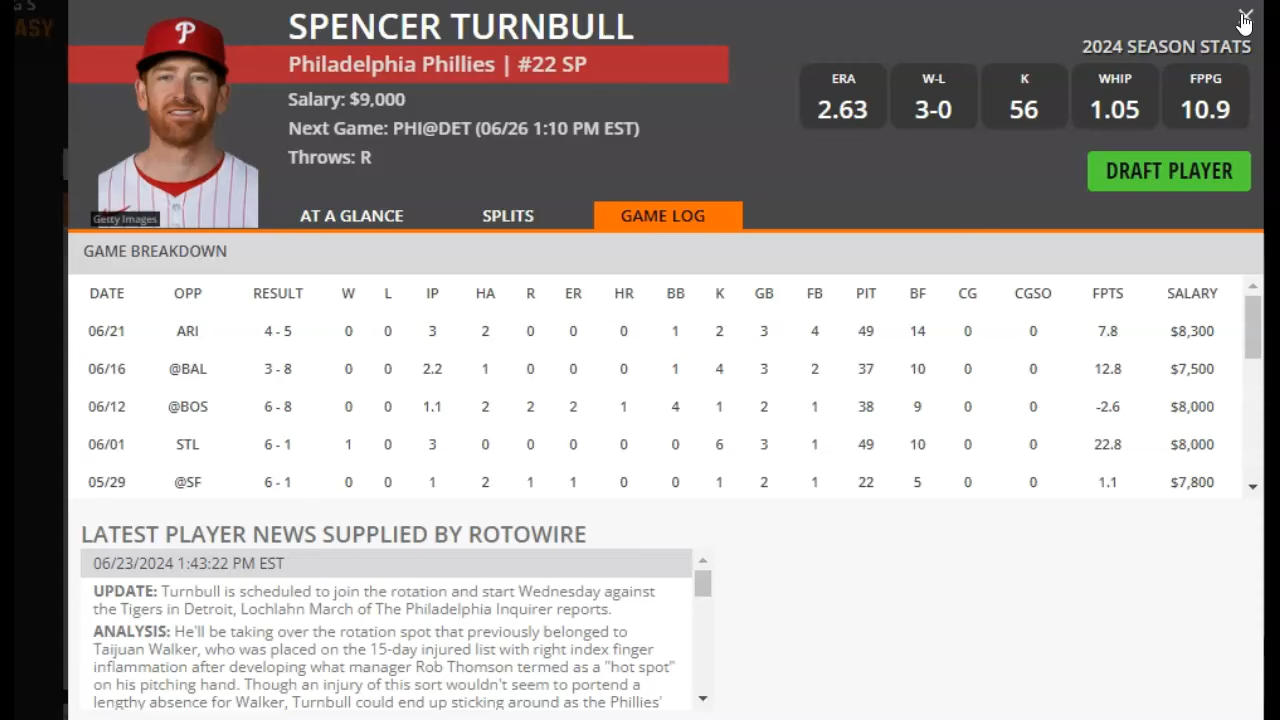 G S
ASY
SPENCER TURNBULL
Philadelphia Phillies | #22 SP
Salary: $9,000
Next Game: PHI@DET (06/26 1:10 PM EST)
Throws: R
Getty Images
2024 SEASON STATS
ERA W-L K WHIP FPPG
2.63 3-0 56 1.05 10.9
DRAFT PLAYER
AT A GLANCE SPLITS GAME LOG
GAME BREAKDOWN
DATE OPP RESULT W L IP HA R ER HR BB K GB FB PIT BF CG CGSO FPTS SALARY
06/21 ARI 4 - 5 0 0 3 2 0 0 0 1 2 3 4 49 14 0 0 7.8 $8,300
06/16 @BAL 3 - 8 0 0 2.2 1 0 0 0 1 4 3 2 37 10 0 0 12.8 $7,500
06/12 @BOS 6 - 8 0 0 1.1 2 2 2 1 4 1 2 1 38 9 0 0 -2.6 $8,000
06/01 STL 6 - 1 1 0 3 0 0 0 0 0 6 3 1 49 10 0 0 22.8 $8,000
05/29 @SF 6 - 1 0 0 1 2 1 1 0 0 1 2 1 22 5 0 0 1.1 $7,800
LATEST PLAYER NEWS SUPPLIED BY ROTOWIRE
06/23/2024 1:43:22 PM EST
UPDATE: Turnbull is scheduled to join the rotation and start Wednesday against
the Tigers in Detroit, Lochlahn March of The Philadelphia Inquirer reports.
ANALYSIS: He'll be taking over the rotation spot that previously belonged to
Taijuan Walker, who was placed on the 15-day injured list with right index finger
inflammation after developing what manager Rob Thomson termed as a "hot spot"
on his pitching hand. Though an injury of this sort wouldn't seem to portend a
lengthy absence for Walker, Turnbull could end up sticking around as the Phillies'